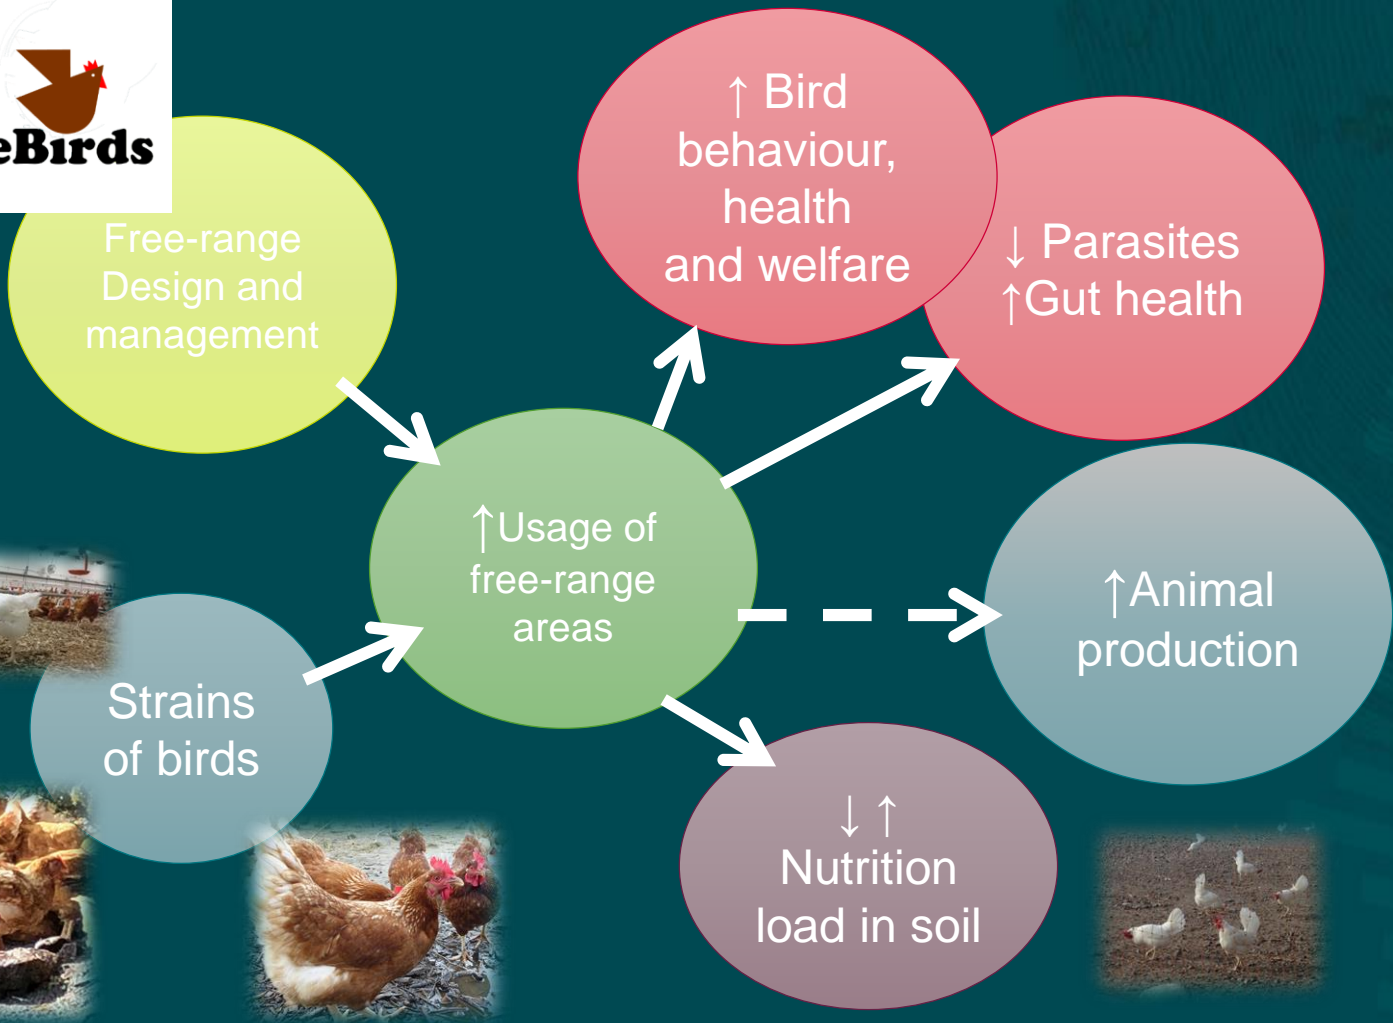 eBirds
Free-range
Design and
management
↑ Bird
behaviour,
health
and welfare
↓ Parasites
↑Gut health
↑Usage of
free-range
areas
↑Animal
production
Strains
of birds
↓ ↑
Nutrition
load in soil